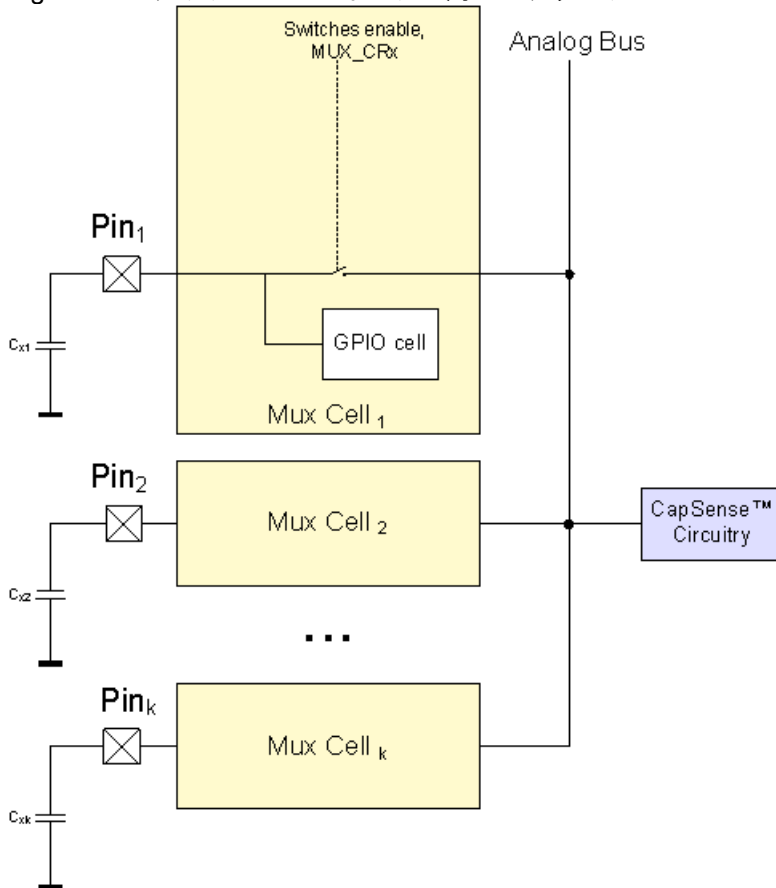 Switches enable,
MUX_CRx
Analog Bus
Pin₁
Cx1
GPIO cell
Mux Cell ₁
Pin₂
Mux Cell ₂
CapSense™
Circuitry
Cx2
...
Pinₖ
Mux Cell ₖ
Cxk